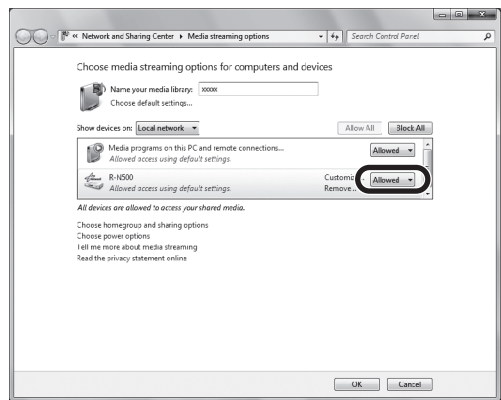 « Network and Sharing Center ▸ Media streaming options
Search Control Panel
Choose media streaming options for computers and devices
Name your media library: xxxxx
Choose default settings...
Show devices on: Local network
Allow All
Block All
Media programs on this PC and remote connections...
Allowed access using default settings.
Allowed
R-N500
Allowed access using default settings.
Remove...
Allowed
All devices are allowed to access your shared media.
Choose homegroup and sharing options
Choose power options
Tell me more about media streaming
Read the privacy statement online
OK
Cancel